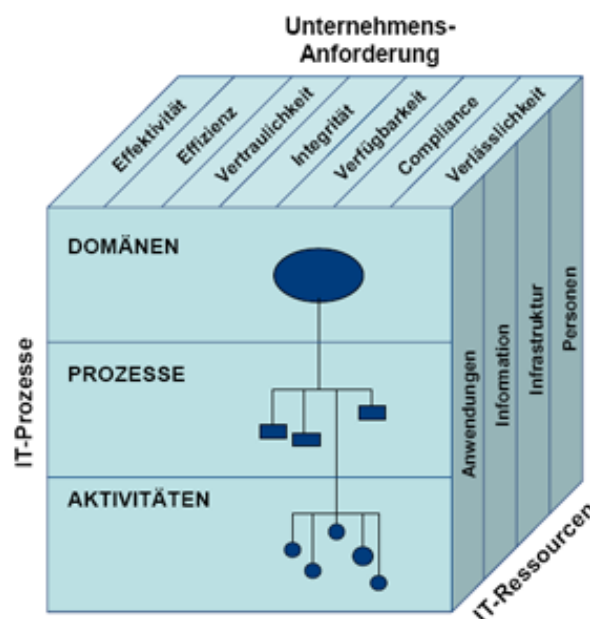 Unternehmens-
Anforderung
Effektivität
Effizienz
Vertraulichkeit
Integrität
Verfügbarkeit
Compliance
Verlässlichkeit
IT-Prozesse
DOMÄNEN
PROZESSE
AKTIVITÄTEN
Anwendungen
Information
Infrastruktur
Personen
IT-Ressourcen